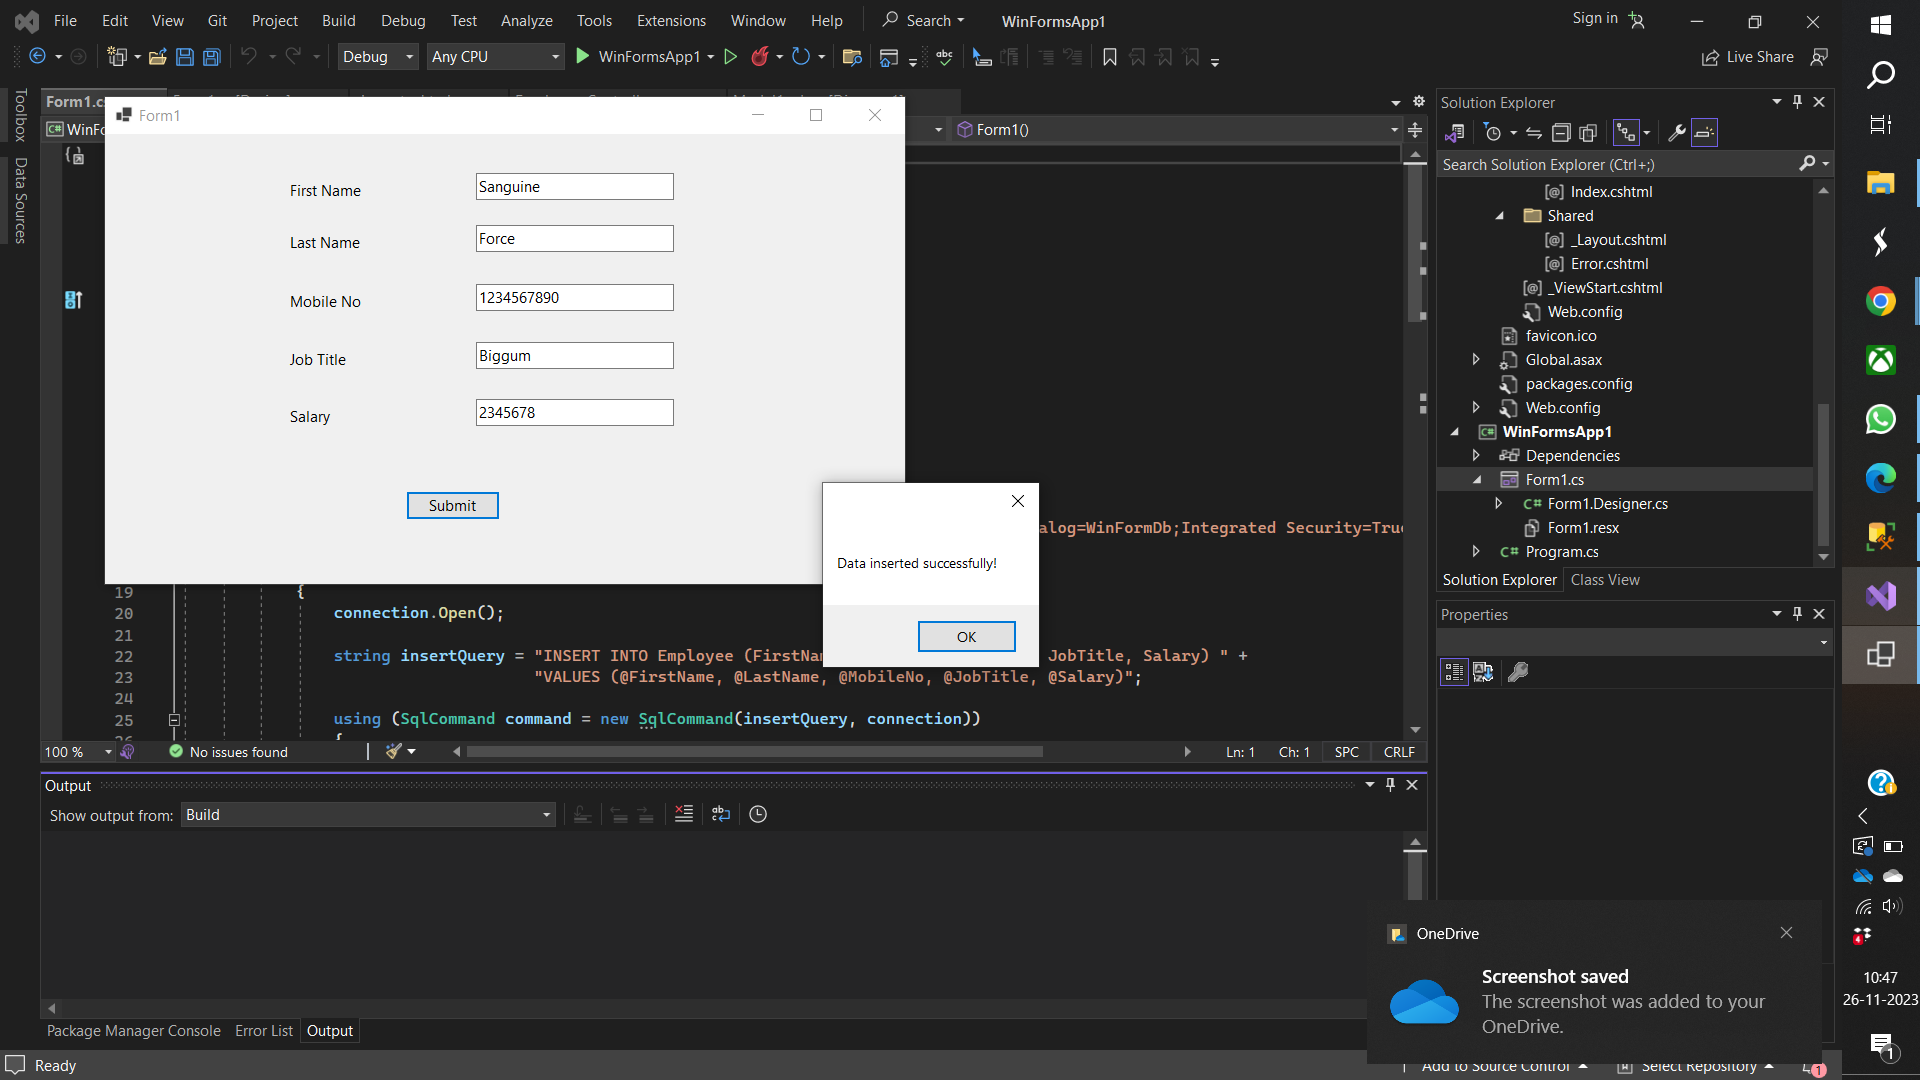 File Edit View Git Project Build Debug Test Analyze Tools Extensions Window Help Search WinFormsApp1 Sign in
Debug Any CPU WinFormsApp1 Live Share
Toolbox
Data Sources
Form1.cs
Form1
Form1()
First Name Sanguine
Last Name Force
Mobile No 1234567890
Job Title Biggum
Salary 2345678
Submit
Data inserted successfully!
OK
alog=WinFormDb;Integrated Security=True
19 {
20 connection.Open();
21
22 string insertQuery = "INSERT INTO Employee (FirstNa JobTitle, Salary) " +
23 "VALUES (@FirstName, @LastName, @MobileNo, @JobTitle, @Salary)";
24
25 using (SqlCommand command = new SqlCommand(insertQuery, connection))
100 % No issues found Ln: 1 Ch: 1 SPC CRLF
Output
Show output from: Build
Package Manager Console Error List Output
Ready
Solution Explorer
Search Solution Explorer (Ctrl+;)
Index.cshtml
Shared
_Layout.cshtml
Error.cshtml
_ViewStart.cshtml
Web.config
favicon.ico
Global.asax
packages.config
Web.config
WinFormsApp1
Dependencies
Form1.cs
Form1.Designer.cs
Form1.resx
Program.cs
Solution Explorer Class View
Properties
OneDrive
Screenshot saved
The screenshot was added to your
OneDrive.
Add to Source Control Select Repository 1
4
10:47
26-11-2023
1